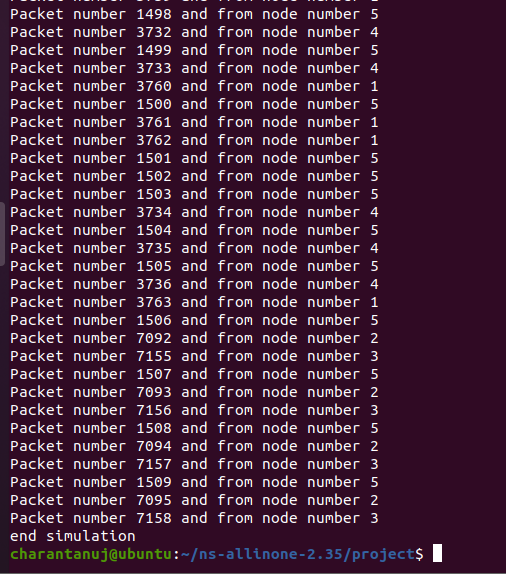 Packet number 1498 and from node number 5
Packet number 3732 and from node number 4
Packet number 1499 and from node number 5
Packet number 3733 and from node number 4
Packet number 3760 and from node number 1
Packet number 1500 and from node number 5
Packet number 3761 and from node number 1
Packet number 3762 and from node number 1
Packet number 1501 and from node number 5
Packet number 1502 and from node number 5
Packet number 1503 and from node number 5
Packet number 3734 and from node number 4
Packet number 1504 and from node number 5
Packet number 3735 and from node number 4
Packet number 1505 and from node number 5
Packet number 3736 and from node number 4
Packet number 3763 and from node number 1
Packet number 1506 and from node number 5
Packet number 7092 and from node number 2
Packet number 7155 and from node number 3
Packet number 1507 and from node number 5
Packet number 7093 and from node number 2
Packet number 7156 and from node number 3
Packet number 1508 and from node number 5
Packet number 7094 and from node number 2
Packet number 7157 and from node number 3
Packet number 1509 and from node number 5
Packet number 7095 and from node number 2
Packet number 7158 and from node number 3
end simulation
charantanuj@ubuntu:~/ns-allinone-2.35/project$